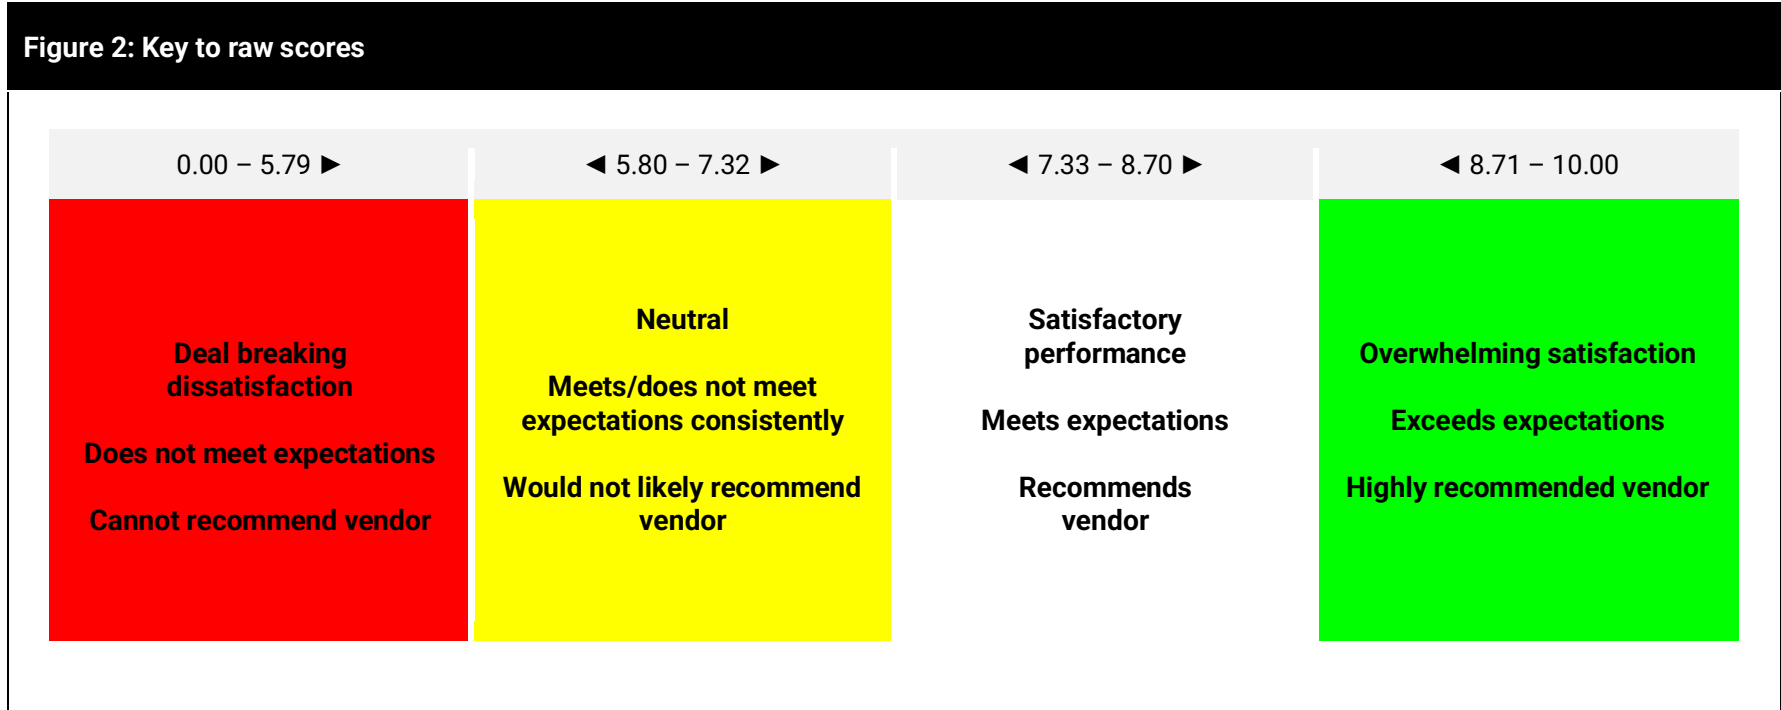 Figure 2: Key to raw scores
0.00 – 5.79 ►
◄ 5.80 – 7.32 ►
◄ 7.33 – 8.70 ►
◄ 8.71 – 10.00
Deal breaking
dissatisfaction
Does not meet expectations
Cannot recommend vendor
Neutral
Meets/does not meet
expectations consistently
Would not likely recommend
vendor
Satisfactory
performance
Meets expectations
Recommends
vendor
Overwhelming satisfaction
Exceeds expectations
Highly recommended vendor